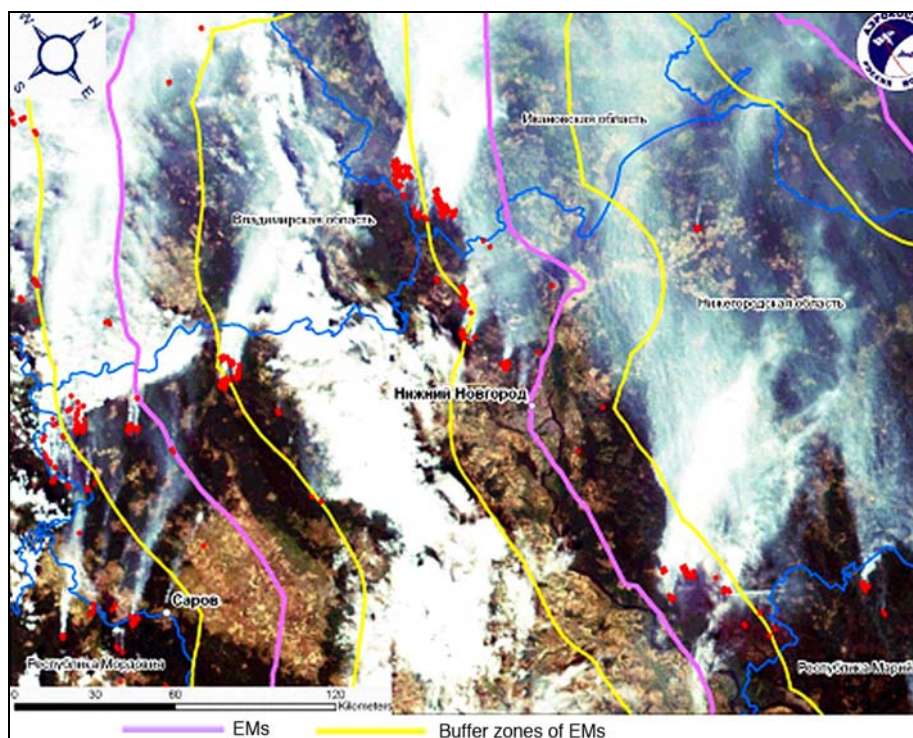 W N
S E
АЭРОКОСМОС
Ивановская область
Владимирская область
Нижегородская область
Нижний Новгород
Саров
Республика Мордовия
Республика Марий
0 30 60 120
Kilometers
EMs Buffer zones of EMs